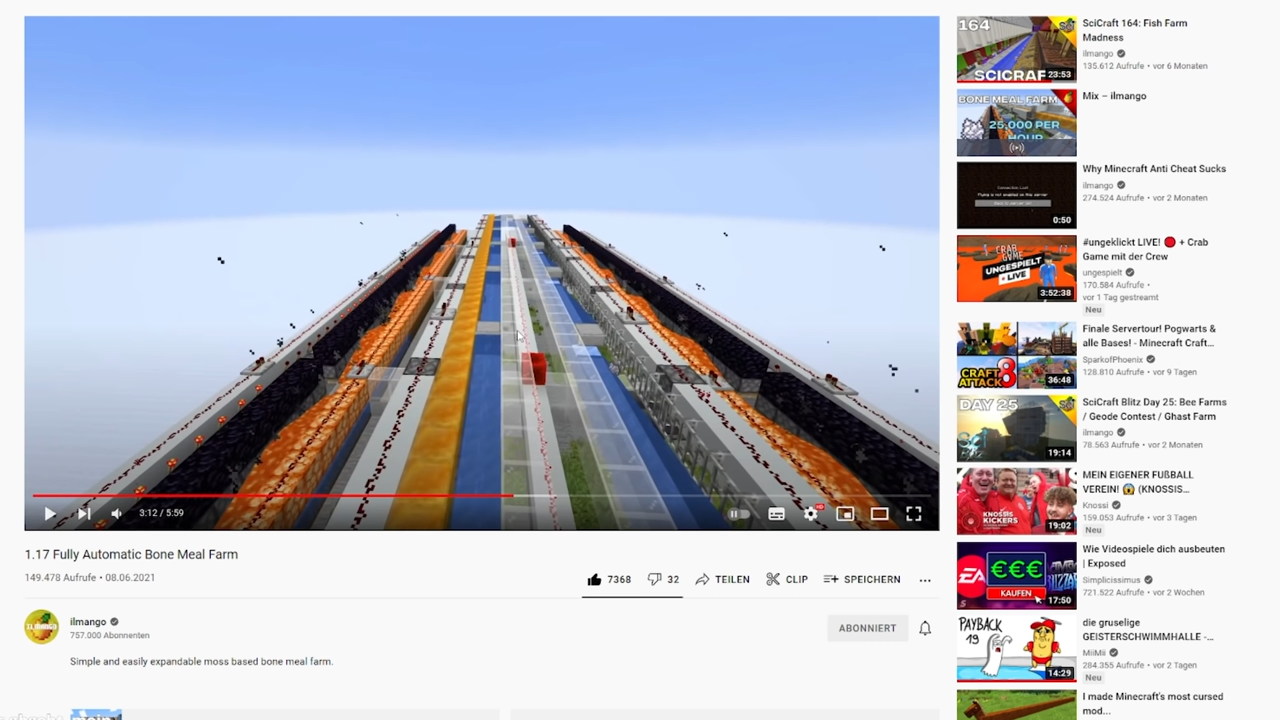 3:12 / 5:59
HD
1.17 Fully Automatic Bone Meal Farm
149.478 Aufrufe • 08.06.2021
7368
32
TEILEN
CLIP
SPEICHERN
ilmango
757.000 Abonnenten
ABONNIERT
Simple and easily expandable moss based bone meal farm.
164
SCICRAF
23:53
SciCraft 164: Fish Farm
Madness
ilmango
135.612 Aufrufe • vor 6 Monaten
BONE MEAL FARM
25,000 PER
HOUR
Mix – ilmango
0:50
Why Minecraft Anti Cheat Sucks
ilmango
274.524 Aufrufe • vor 2 Monaten
CRAB
GAME
UNGESPIELT
LIVE
3:52:38
#ungeklickt LIVE! 🔴 + Crab
Game mit der Crew
ungespielt
170.584 Aufrufe •
vor 1 Tag gestreamt
Neu
CRAFT
ATTACK
8
36:48
Finale Servertour! Pogwarts &
alle Bases! - Minecraft Craft...
SparkofPhoenix
128.810 Aufrufe • vor 9 Tagen
DAY 25
19:14
SciCraft Blitz Day 25: Bee Farms
/ Geode Contest / Ghast Farm
ilmango
78.563 Aufrufe • vor 2 Monaten
KNOSSIS
KICKERS
19:02
MEIN EIGENER FUẞBALL
VEREIN! 😱 (KNOSSIS...
Knossi
159.053 Aufrufe • vor 3 Tagen
Neu
EA
€€€
KAUFEN
17:50
Wie Videospiele dich ausbeuten
| Exposed
Simplicissimus
721.522 Aufrufe • vor 2 Wochen
PAYBACK
19
14:29
die gruselige
GEISTERSCHWIMMHALLE -...
MiiMii
284.355 Aufrufe • vor 2 Tagen
Neu
I made Minecraft's most cursed
mod...